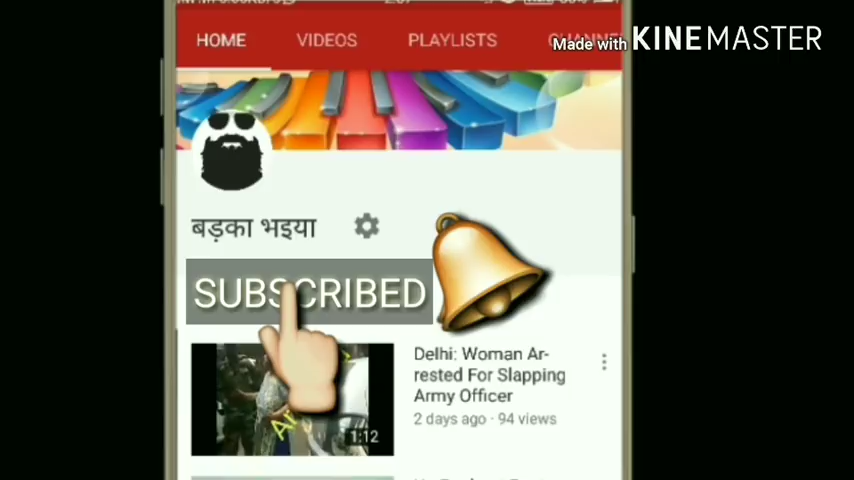 HOME VIDEOS PLAYLISTS
Made with KINEMASTER
बड़का भइया
SUBSCRIBED
Delhi: Woman Ar-
rested For Slapping
Army Officer
2 days ago · 94 views
1:12